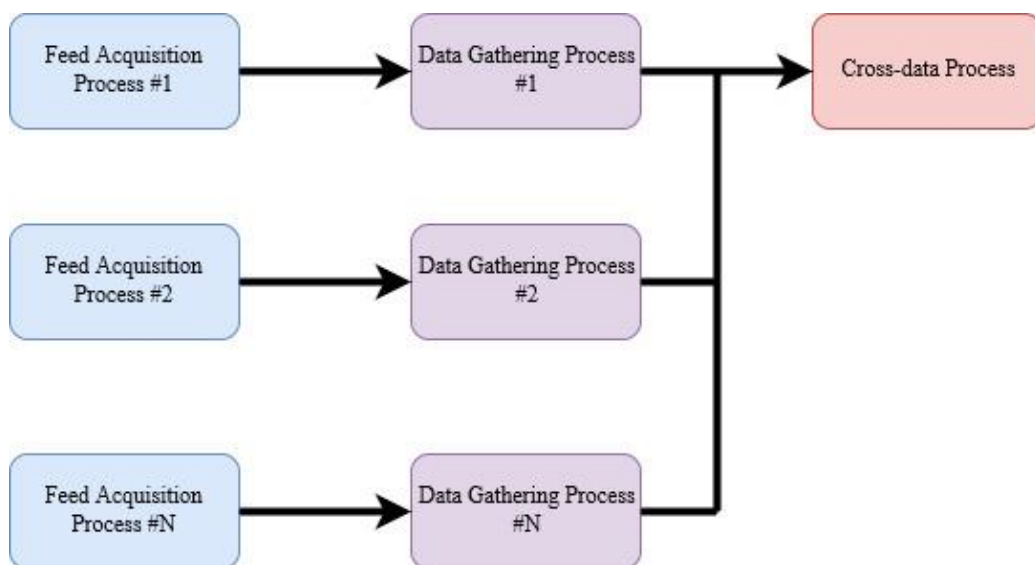 Feed Acquisition
Process #1
Data Gathering Process
#1
Cross-data Process
Feed Acquisition
Process #2
Data Gathering Process
#2
Feed Acquisition
Process #N
Data Gathering Process
#N